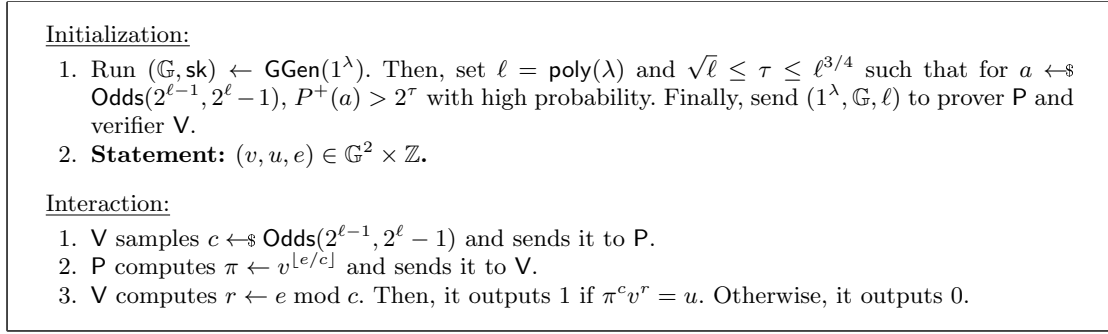 Initialization:
1. Run (𝔾, sk) ← GGen(1^λ). Then, set ℓ = poly(λ) and √ℓ ≤ τ ≤ ℓ^{3/4} such that for a ←$
Odds(2^{ℓ−1}, 2^ℓ − 1), P^+(a) > 2^τ with high probability. Finally, send (1^λ, 𝔾, ℓ) to prover P and
verifier V.
2. Statement: (v, u, e) ∈ 𝔾^2 × ℤ.
Interaction:
1. V samples c ←$ Odds(2^{ℓ−1}, 2^ℓ − 1) and sends it to P.
2. P computes π ← v^{⌊e/c⌋} and sends it to V.
3. V computes r ← e mod c. Then, it outputs 1 if π^c v^r = u. Otherwise, it outputs 0.